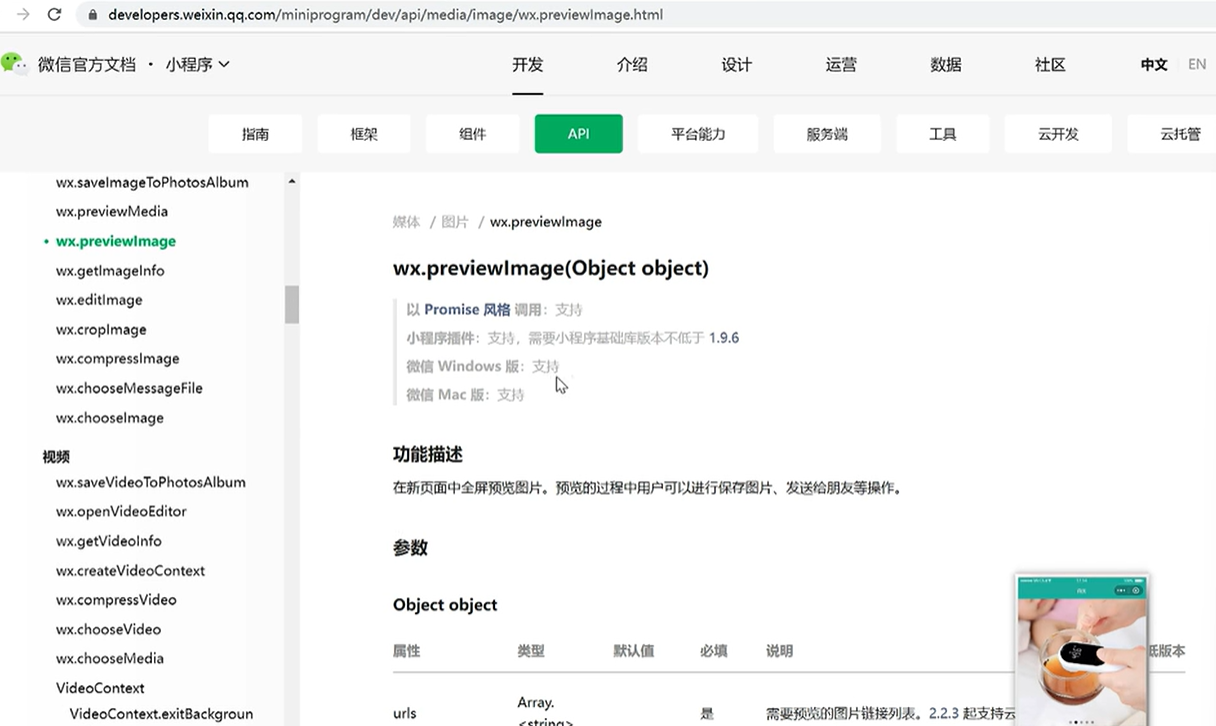 developers.weixin.qq.com/miniprogram/dev/api/media/image/wx.previewImage.html
微信官方文档 · 小程序
开发 介绍 设计 运营 数据 社区 中文 EN
指南 框架 组件 API 平台能力 服务端 工具 云开发 云托管
wx.saveImageToPhotosAlbum
wx.previewMedia
• wx.previewImage
wx.getImageInfo
wx.editImage
wx.cropImage
wx.compressImage
wx.chooseMessageFile
wx.chooseImage
视频
wx.saveVideoToPhotosAlbum
wx.openVideoEditor
wx.getVideoInfo
wx.createVideoContext
wx.compressVideo
wx.chooseVideo
wx.chooseMedia
VideoContext
VideoContext.exitBackgroun
媒体 / 图片 / wx.previewImage
wx.previewImage(Object object)
以 Promise 风格 调用：支持
小程序插件：支持，需要小程序基础库版本不低于 1.9.6
微信 Windows 版：支持
微信 Mac 版：支持
功能描述
在新页面中全屏预览图片。预览的过程中用户可以进行保存图片、发送给朋友等操作。
参数
Object object
属性 类型 默认值 必填 说明 低版本
urls Array.<string> 是 需要预览的图片链接列表。2.2.3 起支持云